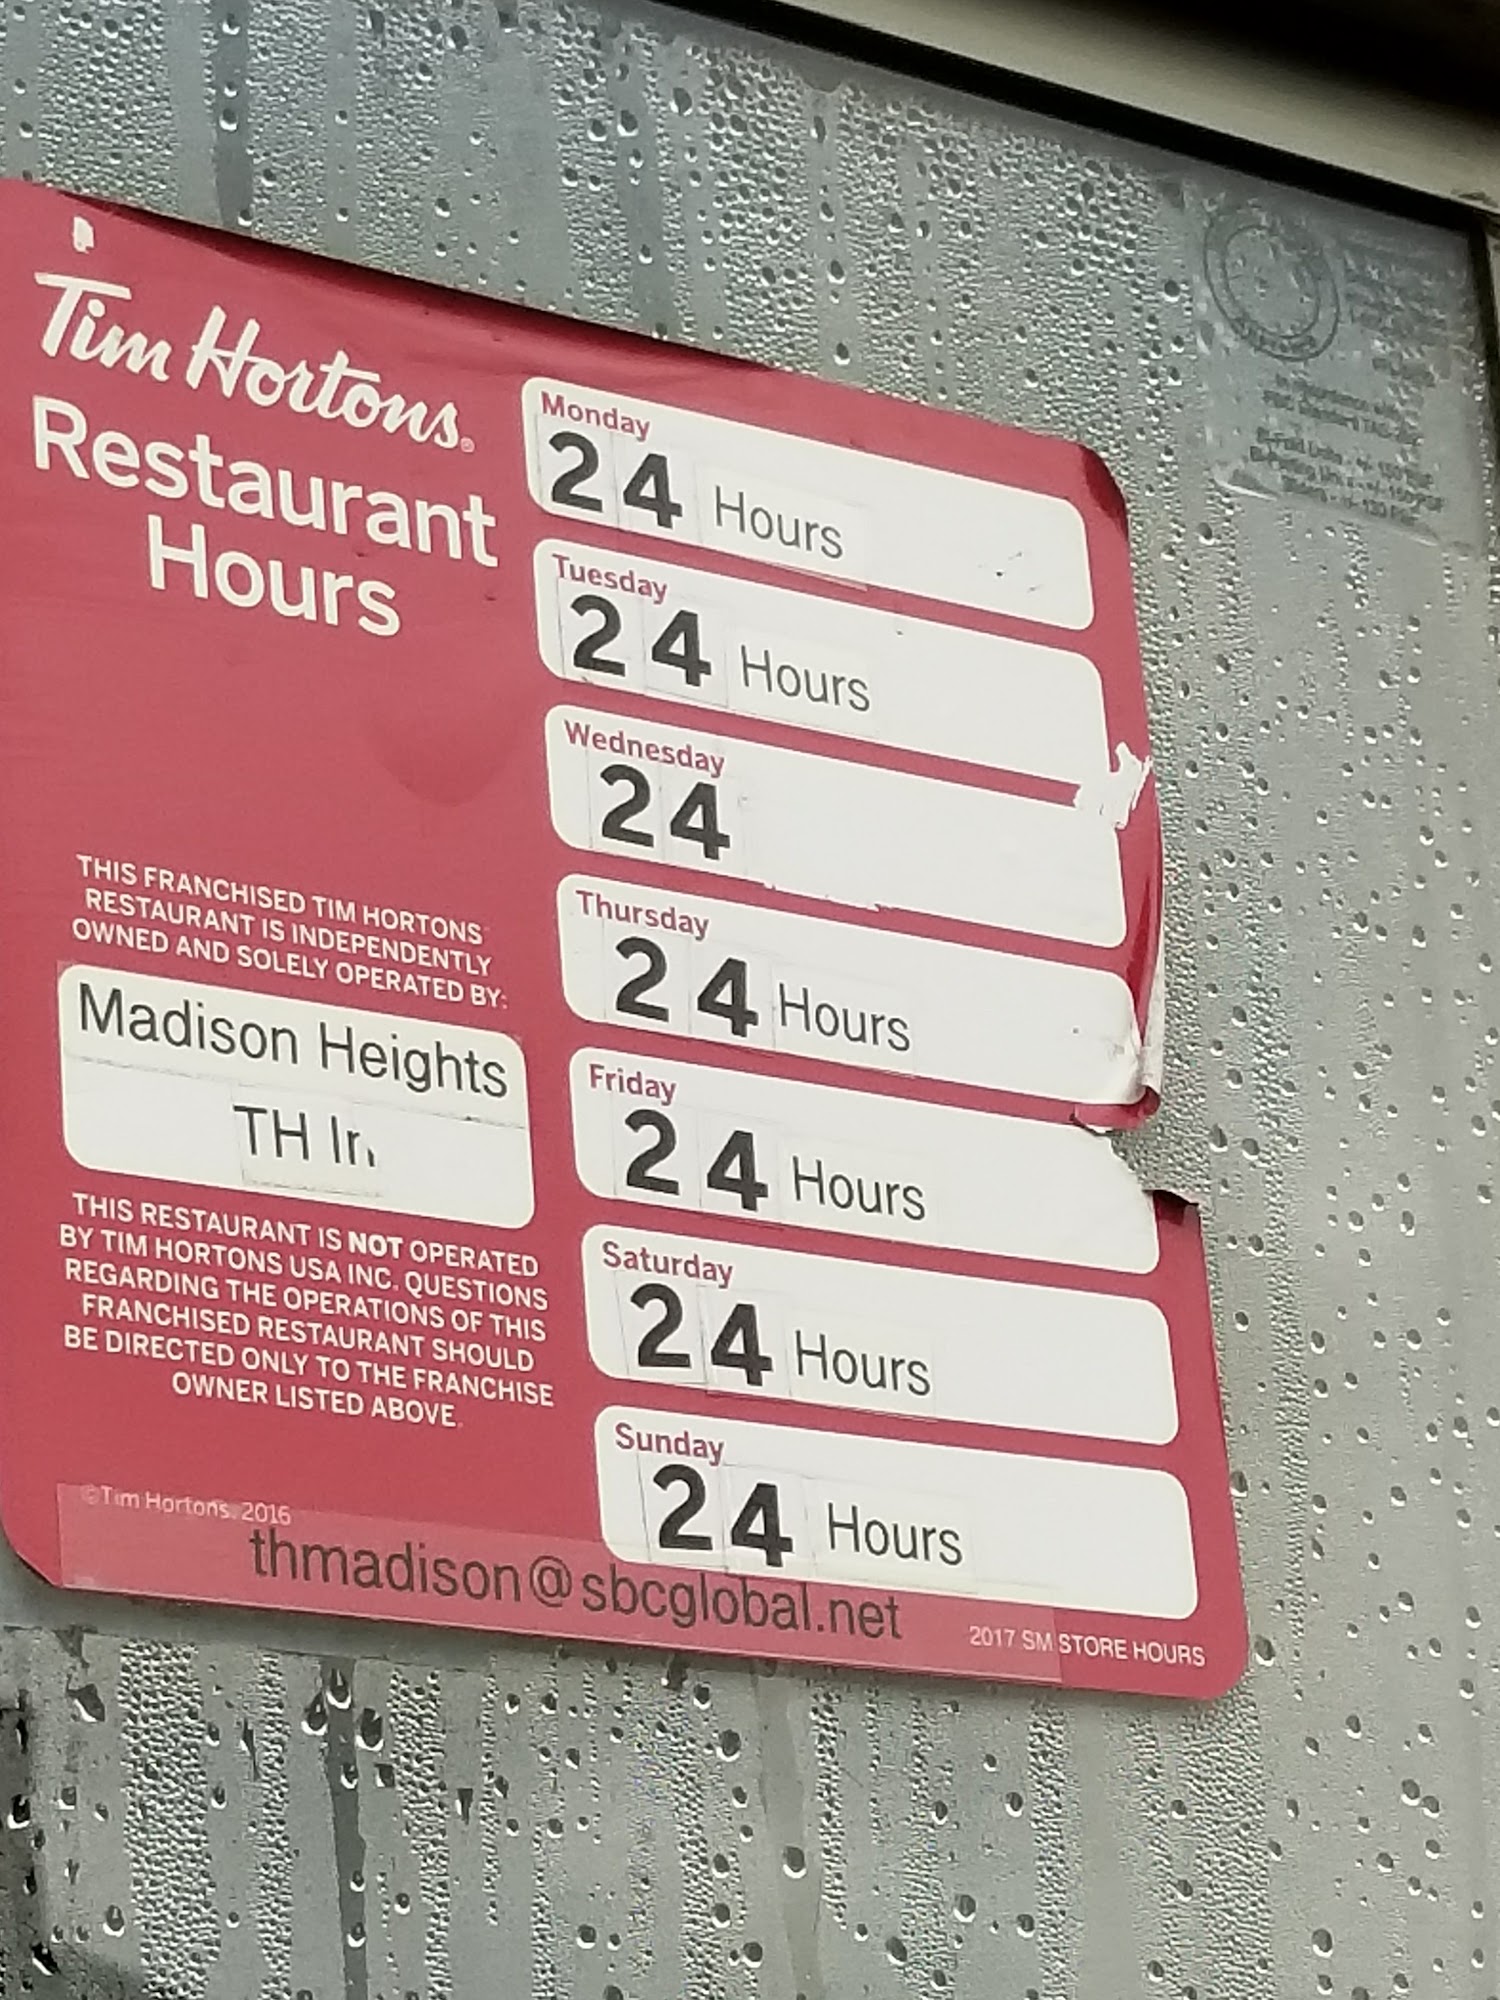 Tim Hortons®
Restaurant
Hours
Monday
24 Hours
Tuesday
24 Hours
Wednesday
24
Thursday
24 Hours
Friday
24 Hours
Saturday
24 Hours
Sunday
24 Hours
THIS FRANCHISED TIM HORTONS
RESTAURANT IS INDEPENDENTLY
OWNED AND SOLELY OPERATED BY:
Madison Heights
TH
THIS RESTAURANT IS NOT OPERATED
BY TIM HORTONS USA INC. QUESTIONS
REGARDING THE OPERATIONS OF THIS
FRANCHISED RESTAURANT SHOULD
BE DIRECTED ONLY TO THE FRANCHISE
OWNER LISTED ABOVE.
©Tim Hortons, 2016
thmadison@sbcglobal.net
2017 SM STORE HOURS